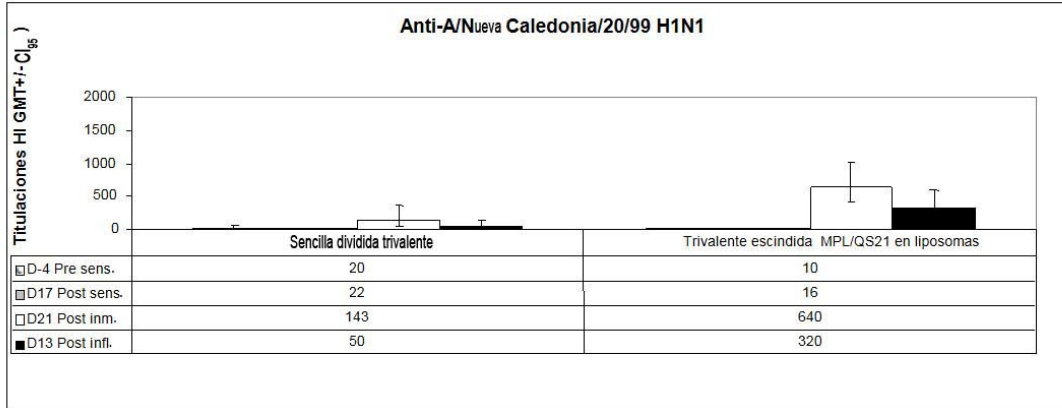 Anti-A/Nueva Caledonia/20/99 H1N1
Titulaciones HI GMT+/-CI95
2000
1500
1000
500
0
Sencilla dividida trivalente Trivalente escindida MPL/QS21 en liposomas
D-4 Pre sens. 20 10
D17 Post sens. 22 16
D21 Post inm. 143 640
D13 Post infl. 50 320